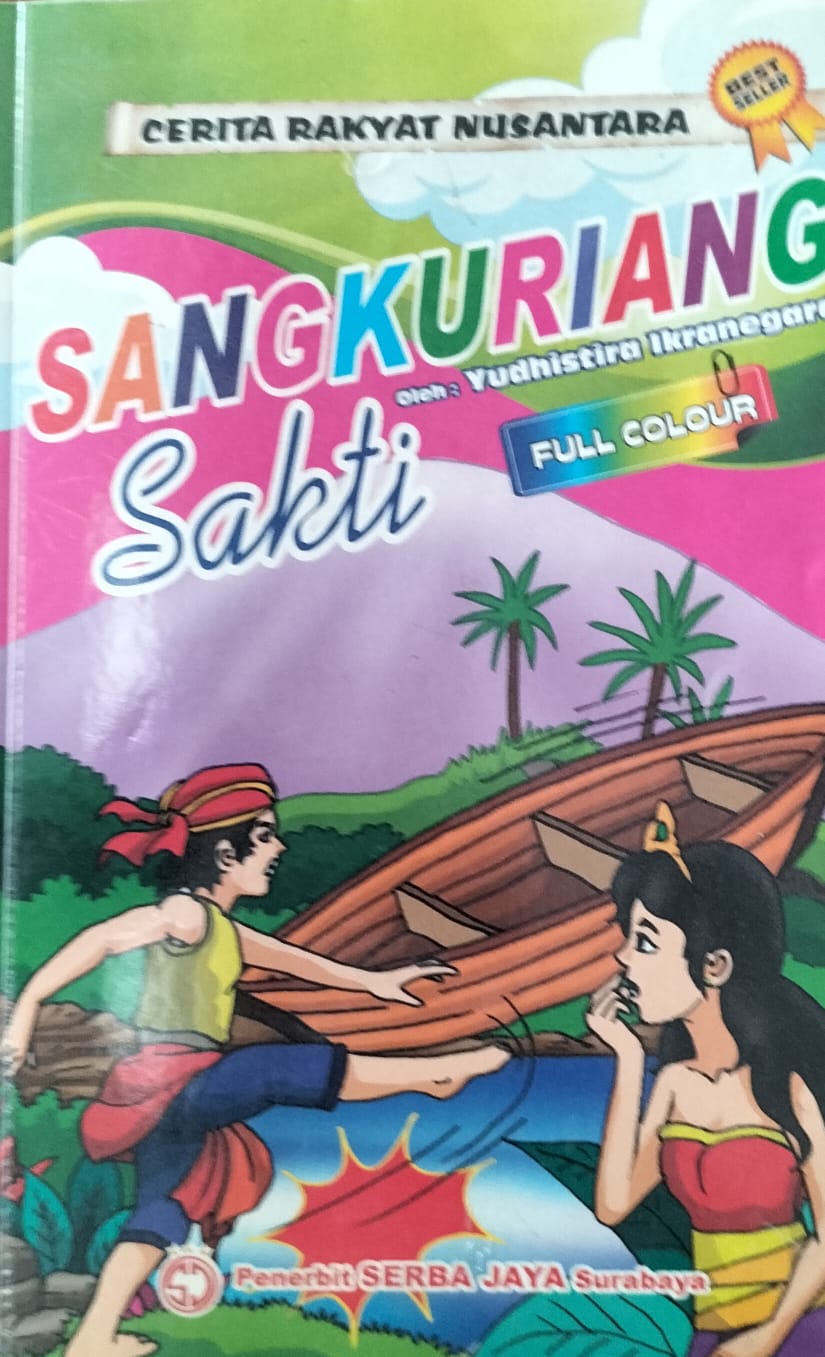 CERITA RAKYAT NUSANTARA
BEST
SELLER
SANGKURIANG
Oleh : Yudhistira Ikranegara
Sakti
FULL COLOUR
Penerbit SERBA JAYA Surabaya